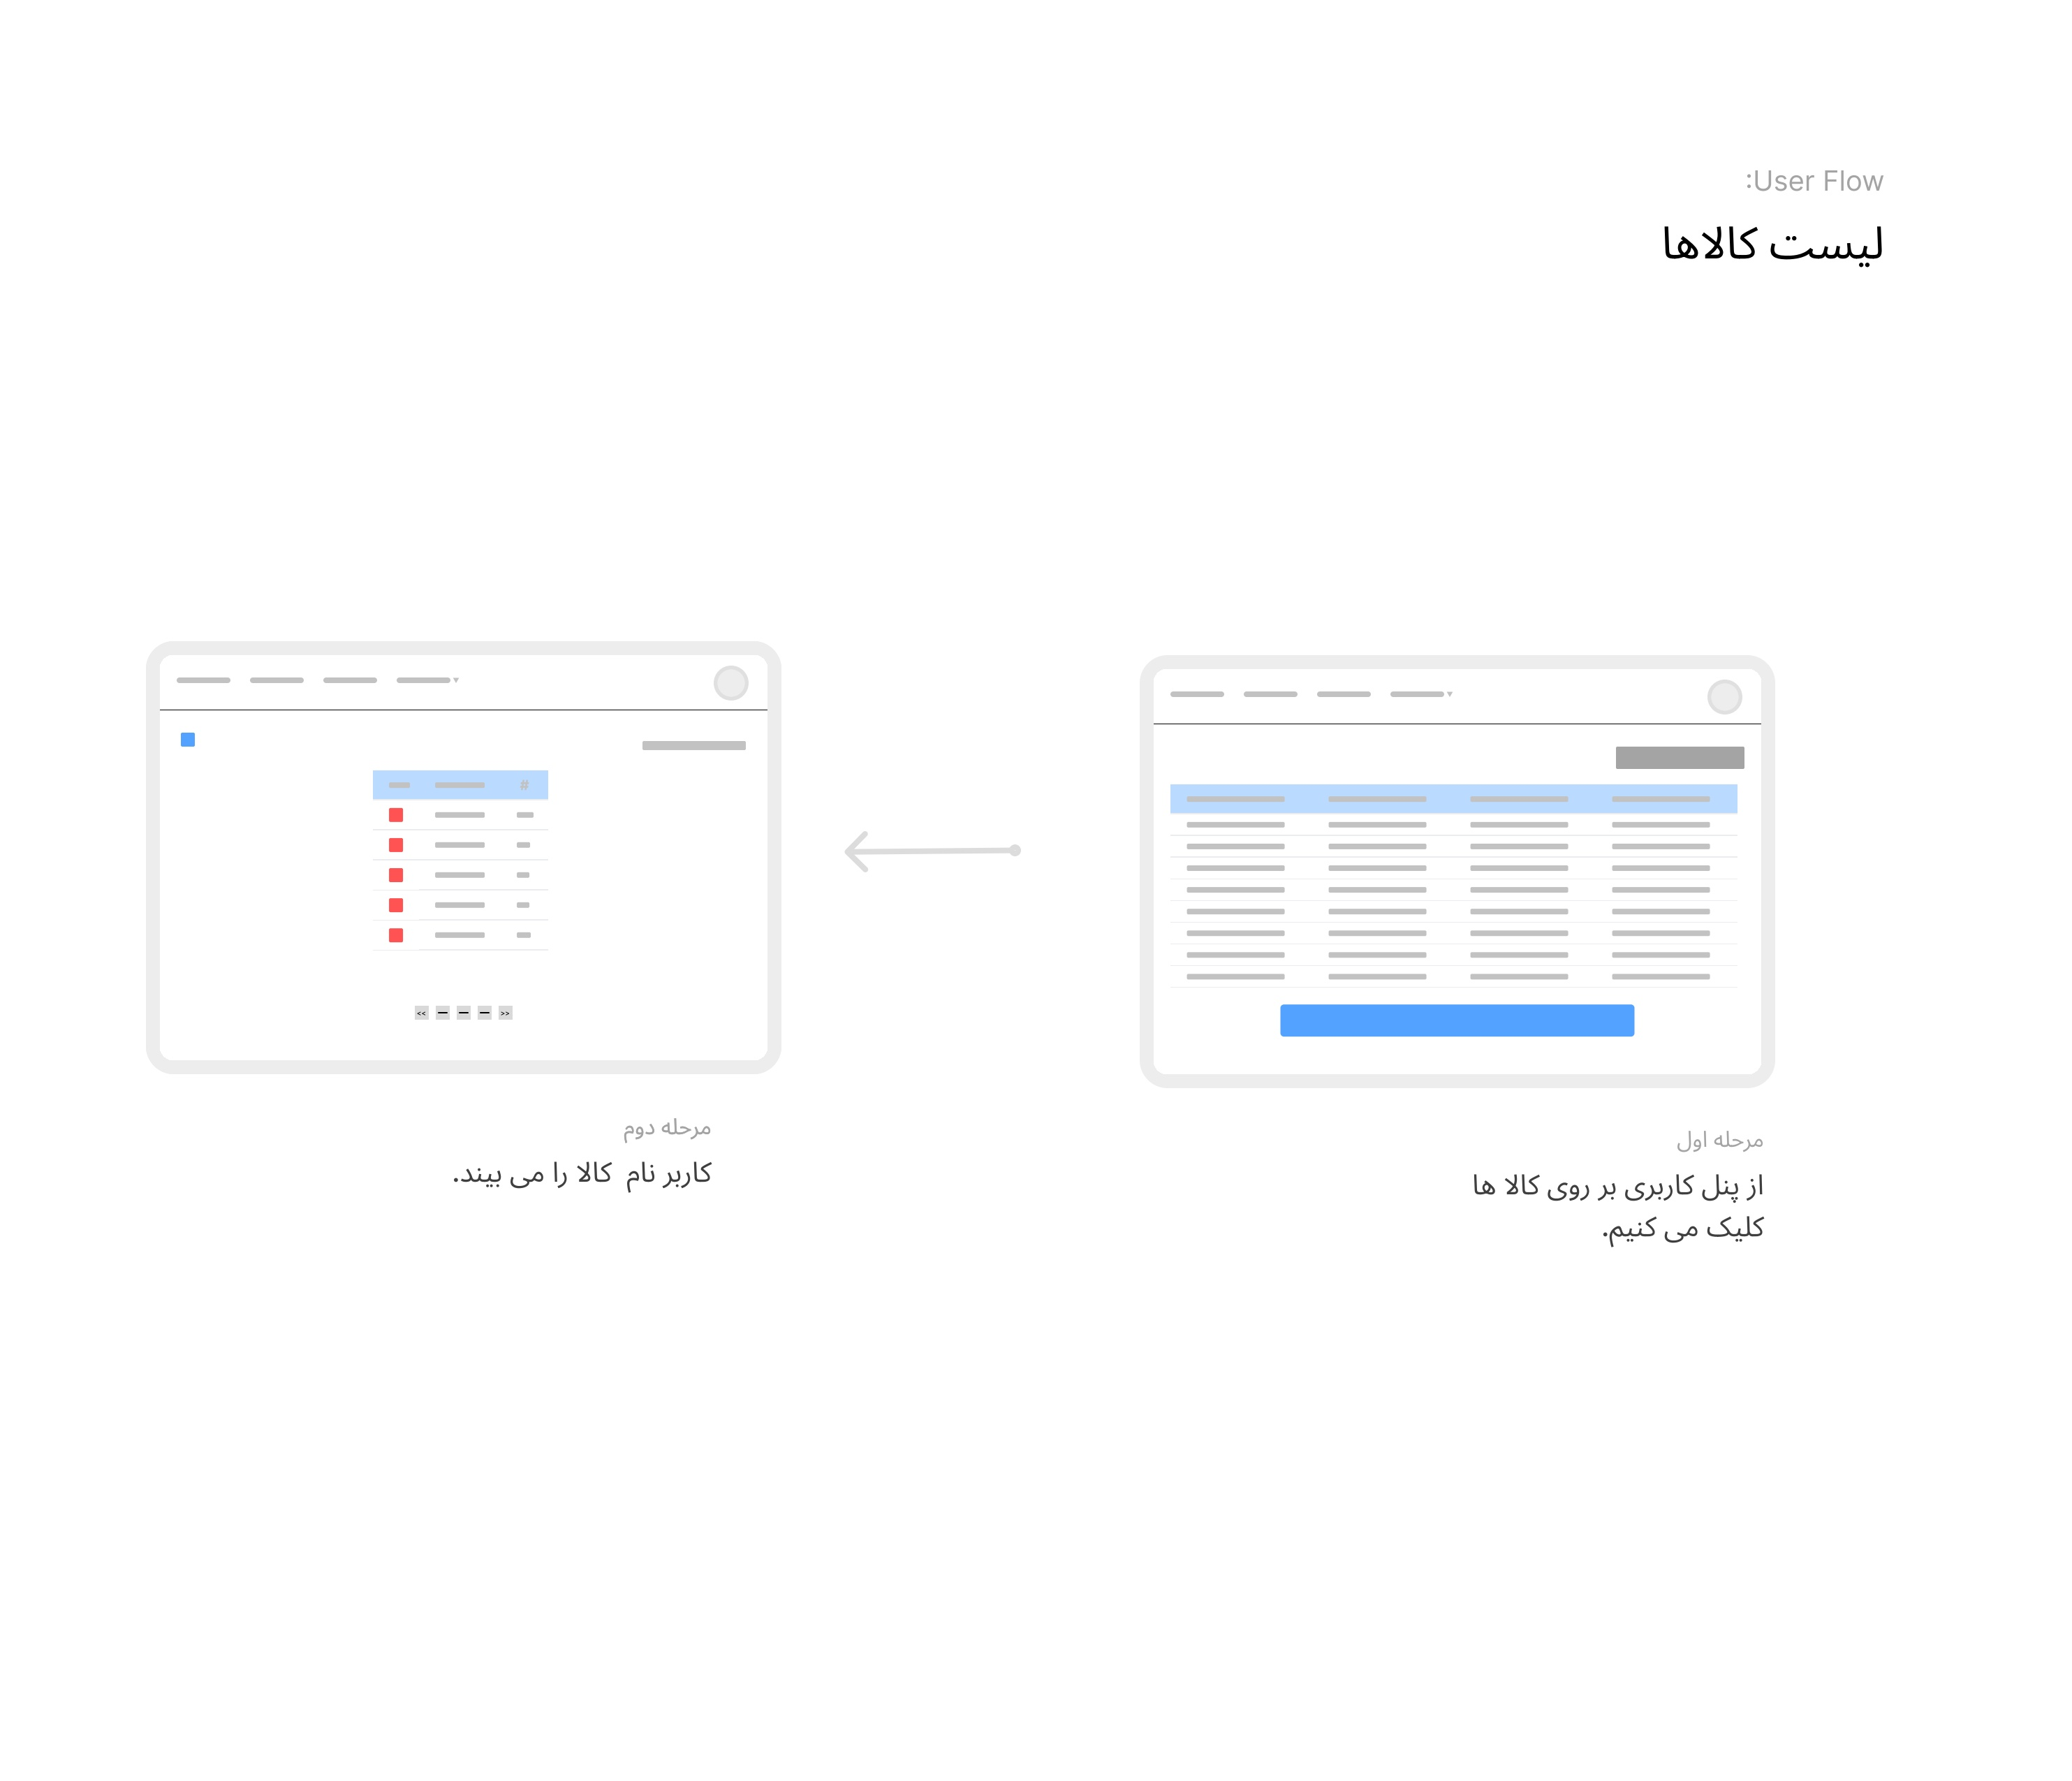 User Flow:
لیست کالاها
مرحله اول
از پنل کاربری بر روی کالا ها
کلیک می کنیم.
مرحله دوم
کاربر نام کالا را می بیند.
#
<< >>